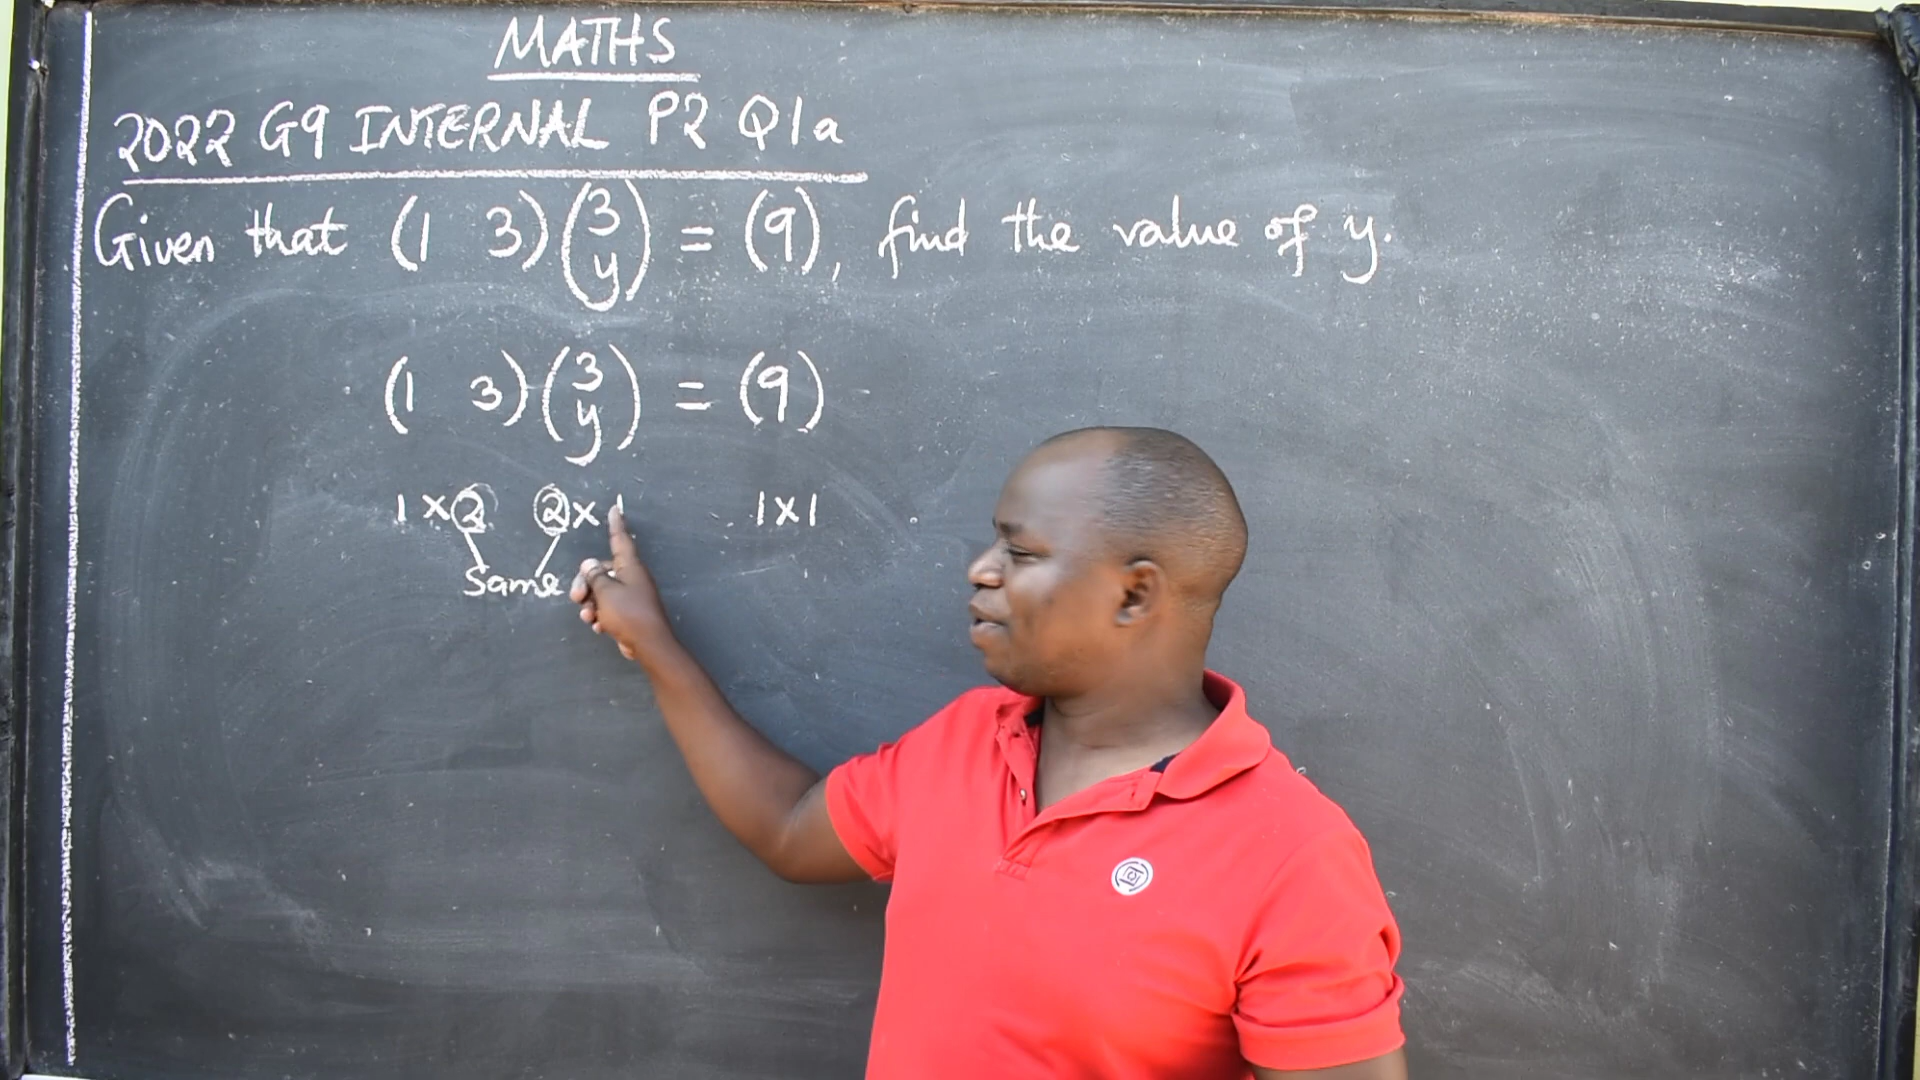 MATHS
2022 G9 INTERNAL P2 Q1a
Given that (1 3)(3 y) = (9), find the value of y.
(1 3)(3 y) = (9)
1 x 2 2 x 1 1 x 1
Same